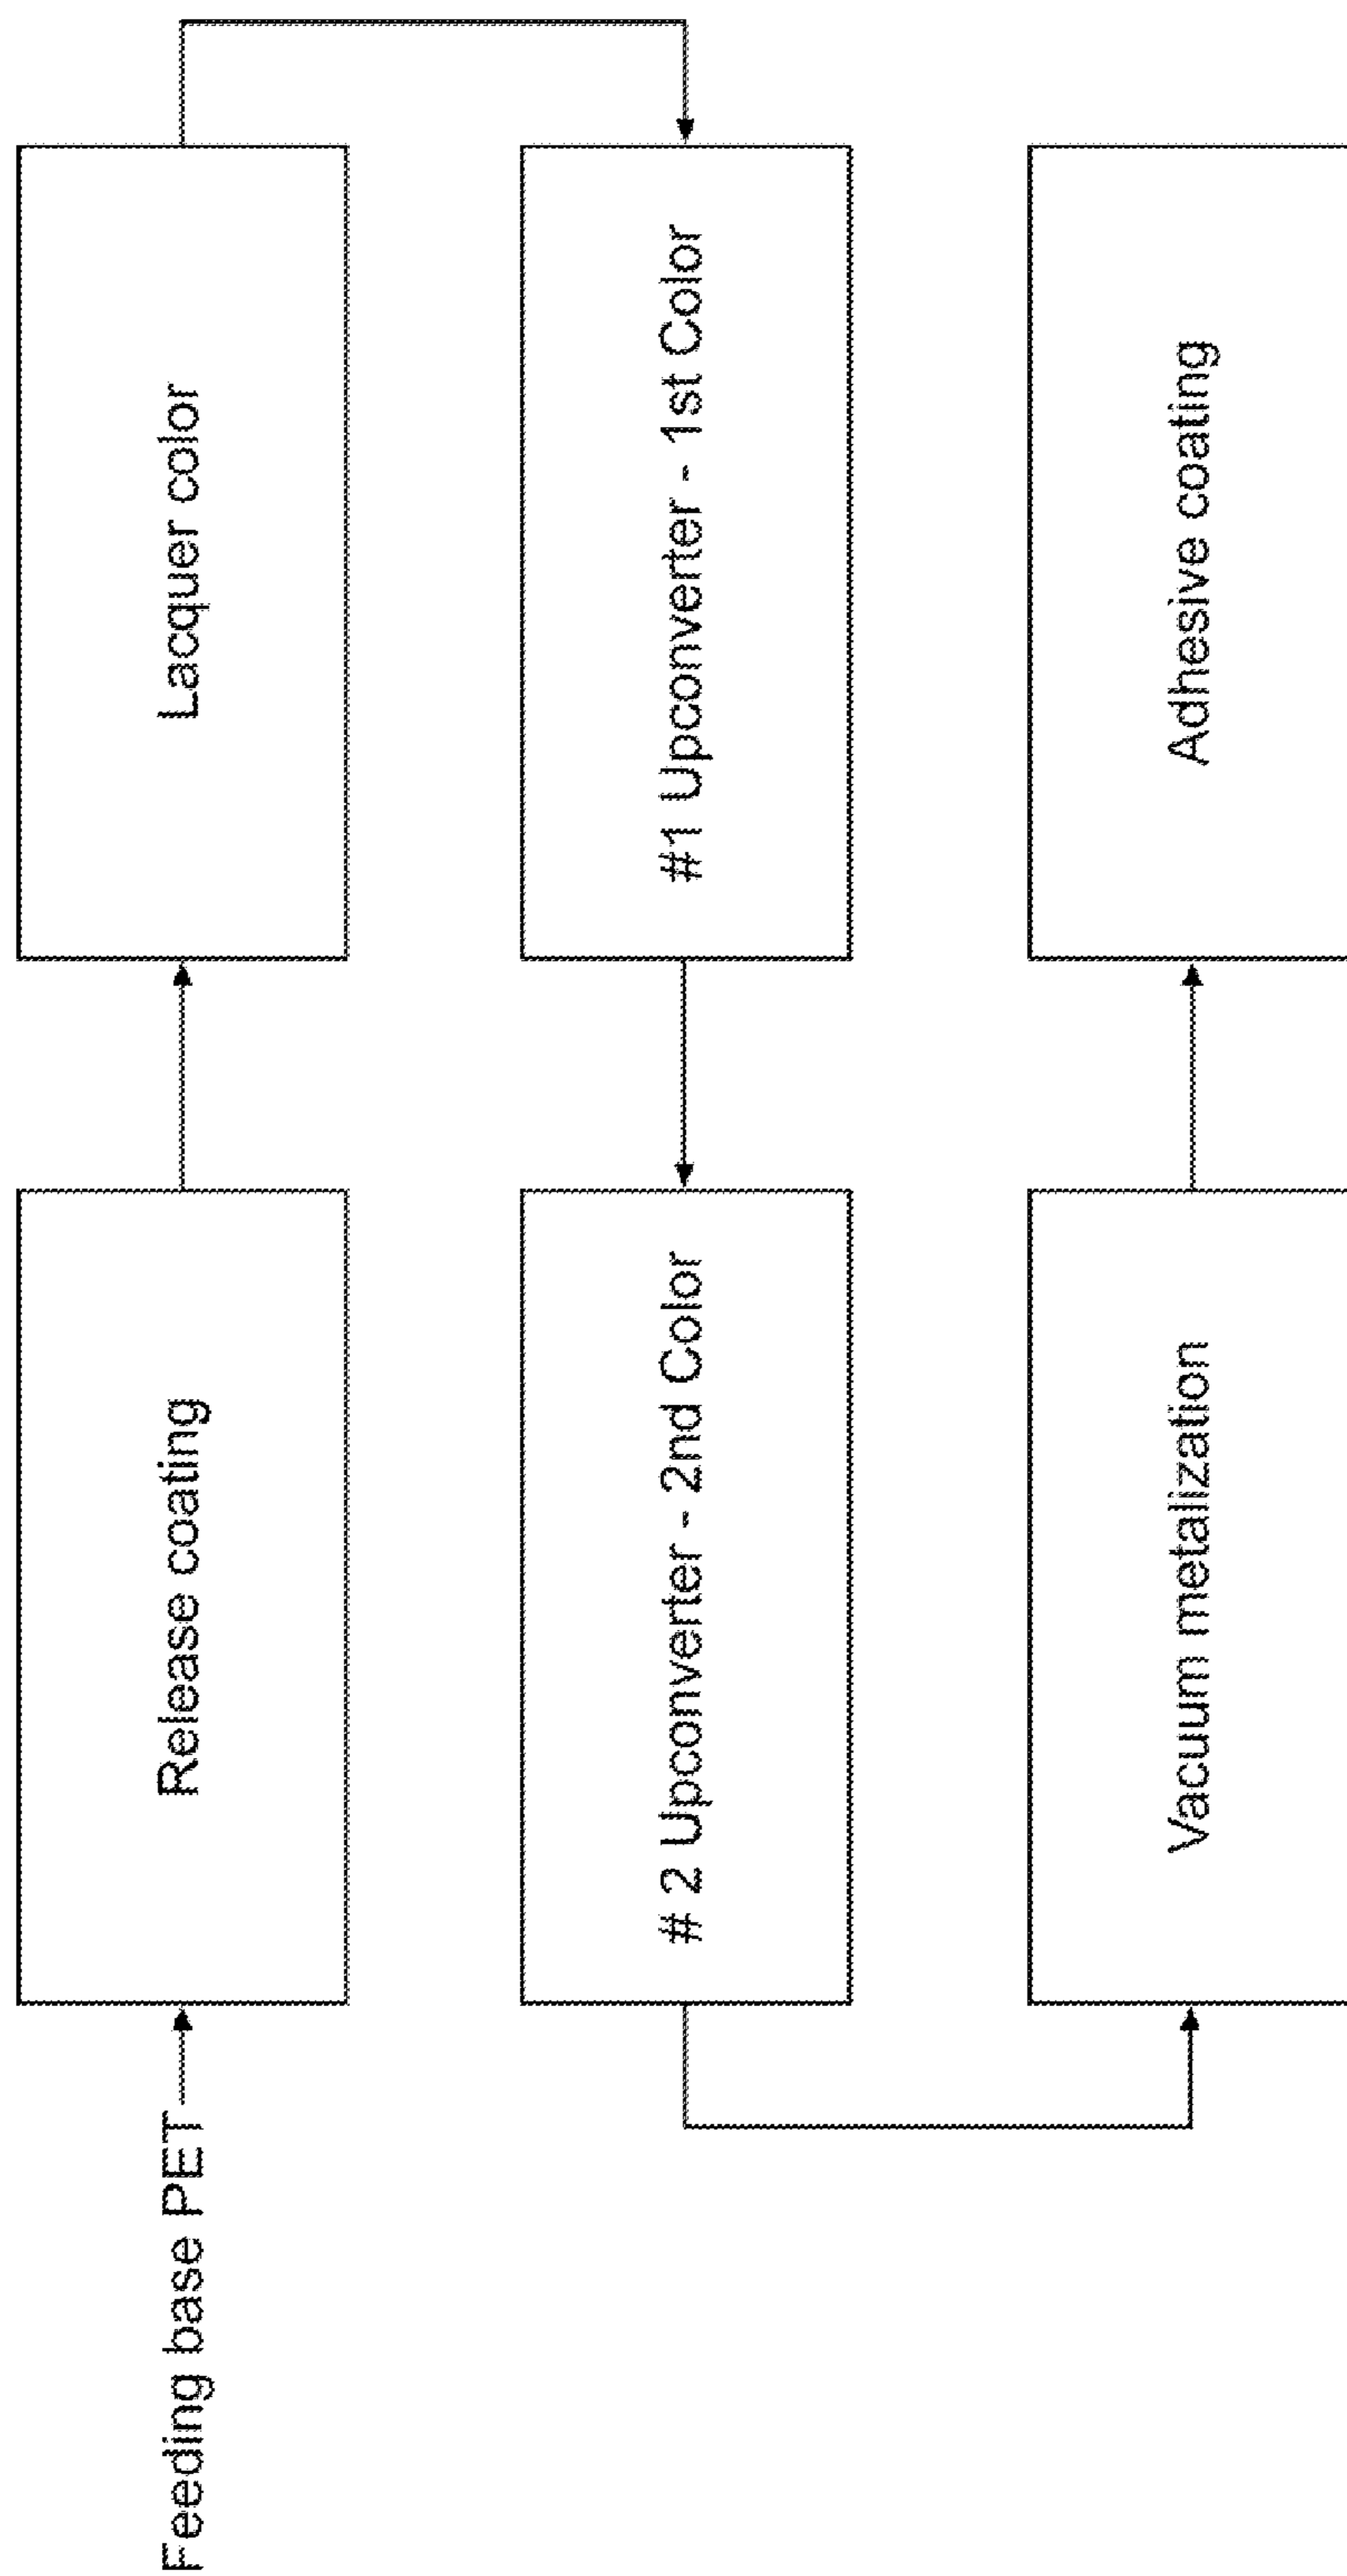 Feeding base PET
Release coating
Lacquer color
#1 Upconverter - 1st Color
# 2 Upconverter - 2nd Color
Vacuum metalization
Adhesive coating